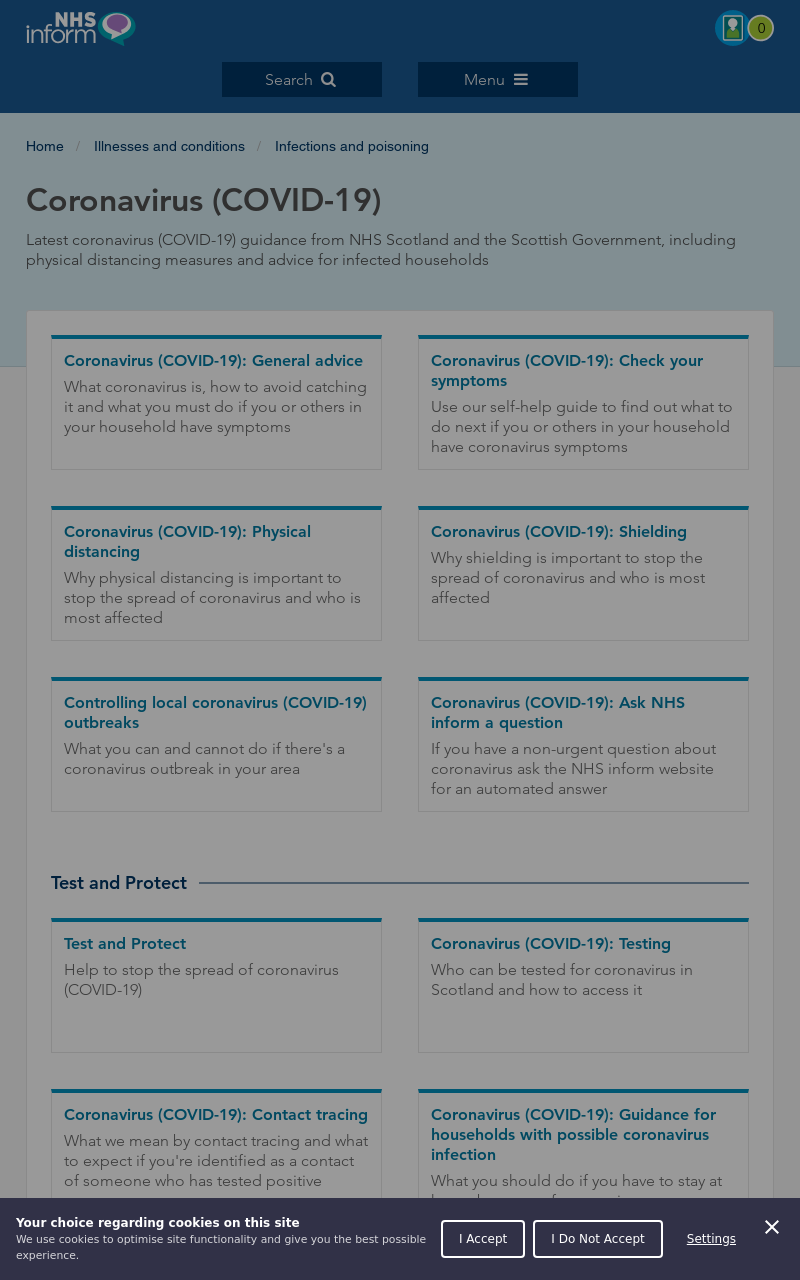 NHS
inform
0
Search
Menu
Home / Illnesses and conditions / Infections and poisoning
Coronavirus (COVID-19)
Latest coronavirus (COVID-19) guidance from NHS Scotland and the Scottish Government, including
physical distancing measures and advice for infected households
Coronavirus (COVID-19): General advice
What coronavirus is, how to avoid catching
it and what you must do if you or others in
your household have symptoms
Coronavirus (COVID-19): Check your
symptoms
Use our self-help guide to find out what to
do next if you or others in your household
have coronavirus symptoms
Coronavirus (COVID-19): Physical
distancing
Why physical distancing is important to
stop the spread of coronavirus and who is
most affected
Coronavirus (COVID-19): Shielding
Why shielding is important to stop the
spread of coronavirus and who is most
affected
Controlling local coronavirus (COVID-19)
outbreaks
What you can and cannot do if there's a
coronavirus outbreak in your area
Coronavirus (COVID-19): Ask NHS
inform a question
If you have a non-urgent question about
coronavirus ask the NHS inform website
for an automated answer
Test and Protect
Test and Protect
Help to stop the spread of coronavirus
(COVID-19)
Coronavirus (COVID-19): Testing
Who can be tested for coronavirus in
Scotland and how to access it
Coronavirus (COVID-19): Contact tracing
What we mean by contact tracing and what
to expect if you're identified as a contact
of someone who has tested positive
Coronavirus (COVID-19): Guidance for
households with possible coronavirus
infection
What you should do if you have to stay at
Your choice regarding cookies on this site
We use cookies to optimise site functionality and give you the best possible
experience.
I Accept
I Do Not Accept
Settings